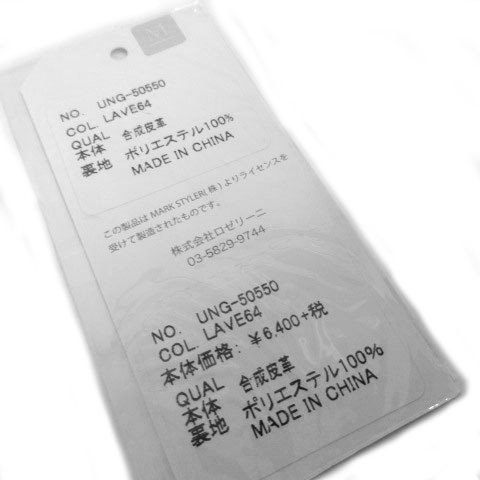 M
NO. UNG-50550
COL. LAVE64
QUAL
本体 合成皮革
裏地 ポリエステル100%
MADE IN CHINA
この製品は MARK STYLER(株)よりライセンスを
受けて製造されたものです。
株式会社ロゼリーニ
03-5829-9744
NO. UNG-50550
COL. LAVE64
本体価格: ¥6,400+税
QUAL
本体 合成皮革
裏地 ポリエステル100%
MADE IN CHINA